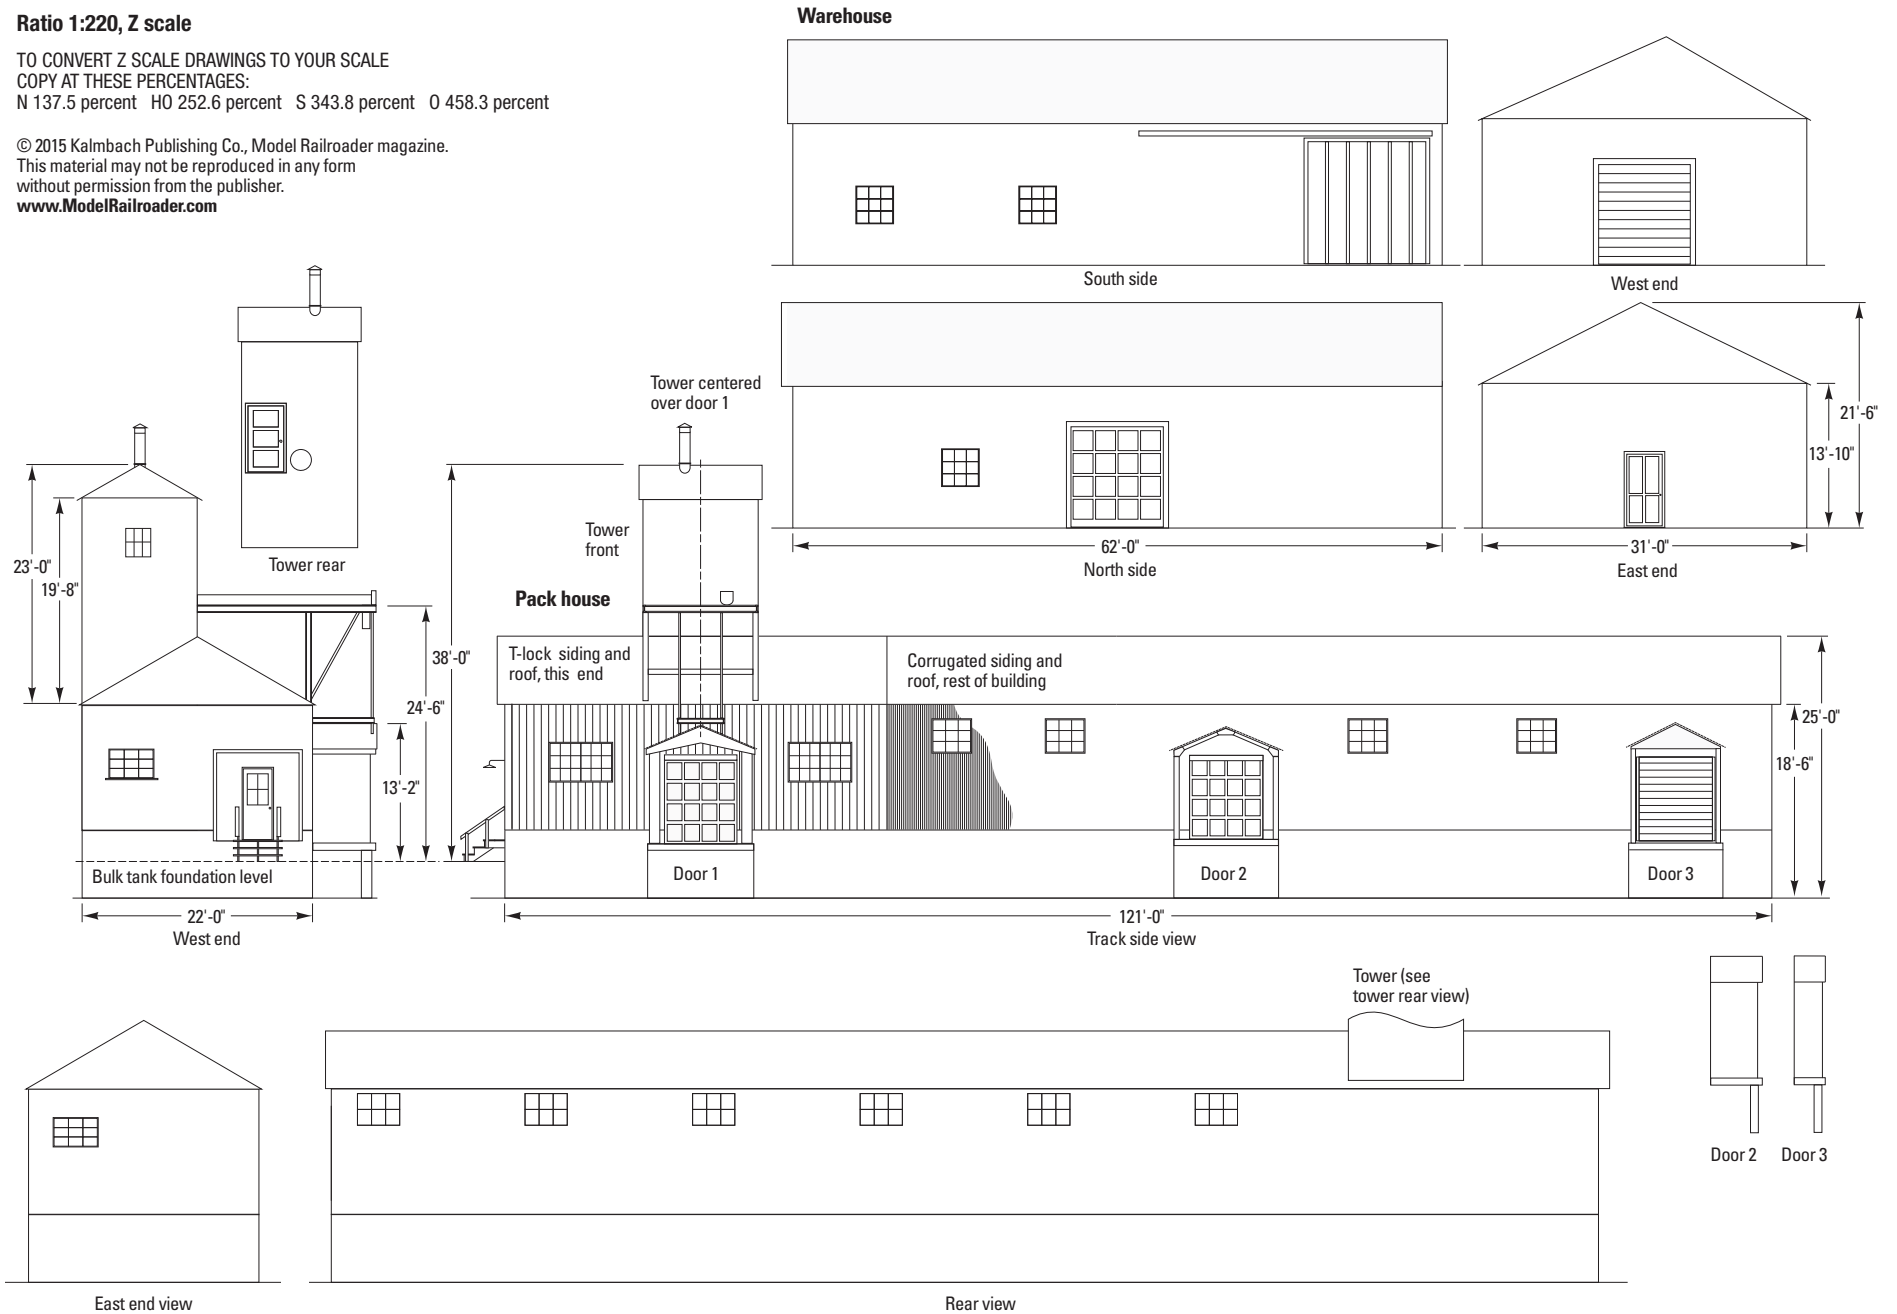 Ratio 1:220, Z scale
TO CONVERT Z SCALE DRAWINGS TO YOUR SCALE
COPY AT THESE PERCENTAGES:
N 137.5 percent   HO 252.6 percent   S 343.8 percent   O 458.3 percent
© 2015 Kalmbach Publishing Co., Model Railroader magazine.
This material may not be reproduced in any form
without permission from the publisher.
www.ModelRailroader.com
Warehouse
South side
West end
21'-6"
13'-10"
62'-0"
North side
31'-0"
East end
Tower rear
Tower centered
over door 1
Tower
front
Pack house
23'-0"
19'-8"
38'-0"
24'-6"
13'-2"
Bulk tank foundation level
22'-0"
West end
T-lock siding and
roof, this end
Corrugated siding and
roof, rest of building
25'-0"
18'-6"
Door 1
Door 2
Door 3
121'-0"
Track side view
Tower (see
tower rear view)
Door 2
Door 3
East end view
Rear view